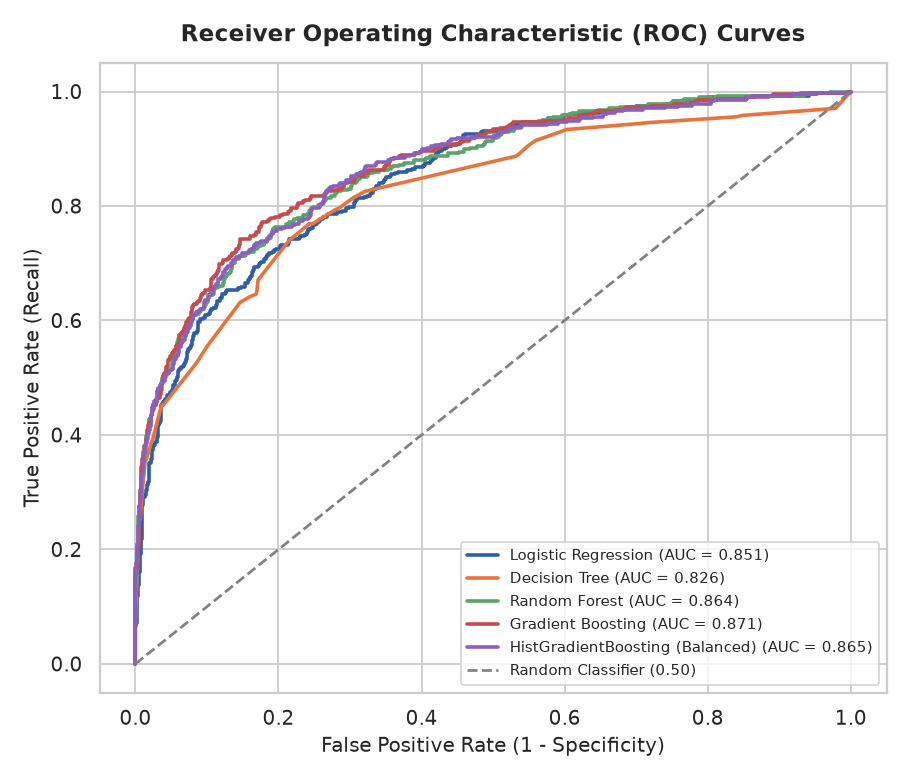 Receiver Operating Characteristic (ROC) Curves
True Positive Rate (Recall)
1.0
0.8
0.6
0.4
0.2
0.0
Logistic Regression (AUC = 0.851)
Decision Tree (AUC = 0.826)
Random Forest (AUC = 0.864)
Gradient Boosting (AUC = 0.871)
HistGradientBoosting (Balanced) (AUC = 0.865)
Random Classifier (0.50)
0.0 0.2 0.4 0.6 0.8 1.0
False Positive Rate (1 - Specificity)